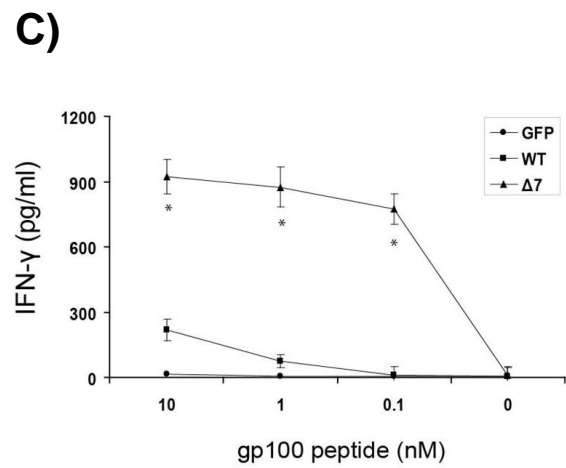 C)
1200
900
600
300
0
IFN-γ (pg/ml)
GFP
WT
Δ7
*
*
*
10 1 0.1 0
gp100 peptide (nM)